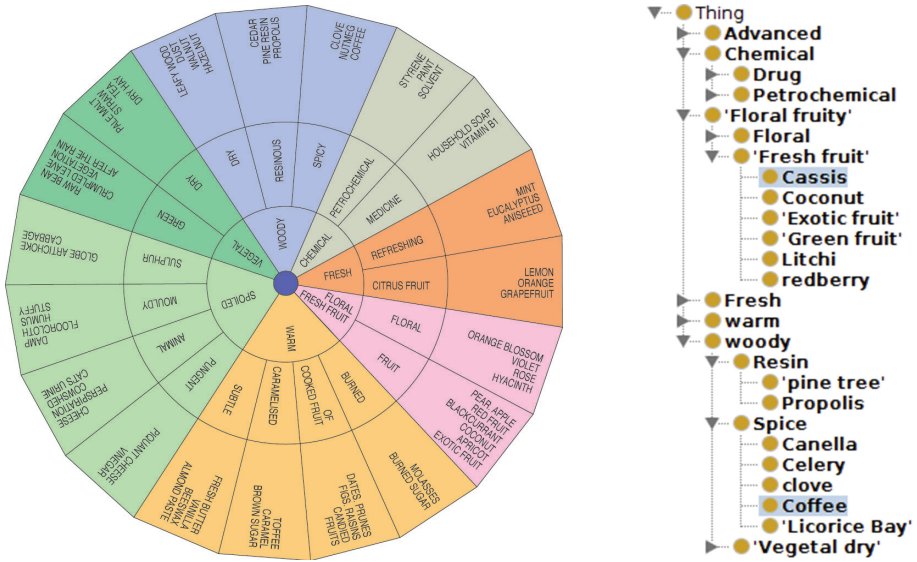 LEAFY WOOD
DUST
WALNUT
HAZELNUT
CEDAR
PINE RESIN
PROPOLIS
CLOVE
NUTMEG
COFFEE
STYRENE
PAINT
SOLVENT
HOUSEHOLD SOAP
VITAMIN B1
MINT
EUCALYPTUS
ANISEEED
LEMON
ORANGE
GRAPEFRUIT
ORANGE BLOSSOM
VIOLET
ROSE
HYACINTH
PEAR APPLE
RED FRUIT
BLACKCURRANT
COCONUT
APRICOT
EXOTIC FRUIT
MOLASSES
BURNED SUGAR
DATES, PRUNES
FIGS, RAISINS
CANDIED
FRUITS
TOFFEE
CARAMEL
BROWN SUGAR
FRESH BUTTER
VANILLA
BEESWAX
ALMOND PASTE
PIQUANT CHEESE
VINEGAR
CHEESE
PERSPIRATION
COWSHED
CAT'S URINE
DAMP
FLOORCLOTH
HUMUS
STUFFY
GLOBE ARTICHOKE
CABBAGE
RAW BEAN
CRUMPLED LEAVE
VEGETATION
AFTER THE RAIN
PALE MALT
STRAW
TEA
DRY HAY
DRY
RESINOUS
SPICY
PETROCHEMICAL
MEDICINE
REFRESHING
CITRUS FRUIT
FLORAL
FRUIT
BURNED
OF
COOKED FRUIT
CARAMELISED
SUBTLE
PUNGENT
ANIMAL
MOULDY
SULPHUR
GREEN
DRY
WOODY
CHEMICAL
FRESH
FLORAL
FRESH FRUIT
WARM
SPOILED
VEGETAL
Thing
Advanced
Chemical
Drug
Petrochemical
'Floral fruity'
Floral
'Fresh fruit'
Cassis
Coconut
'Exotic fruit'
'Green fruit'
Litchi
redberry
Fresh
warm
woody
Resin
'pine tree'
Propolis
Spice
Canella
Celery
clove
Coffee
'Licorice Bay'
'Vegetal dry'